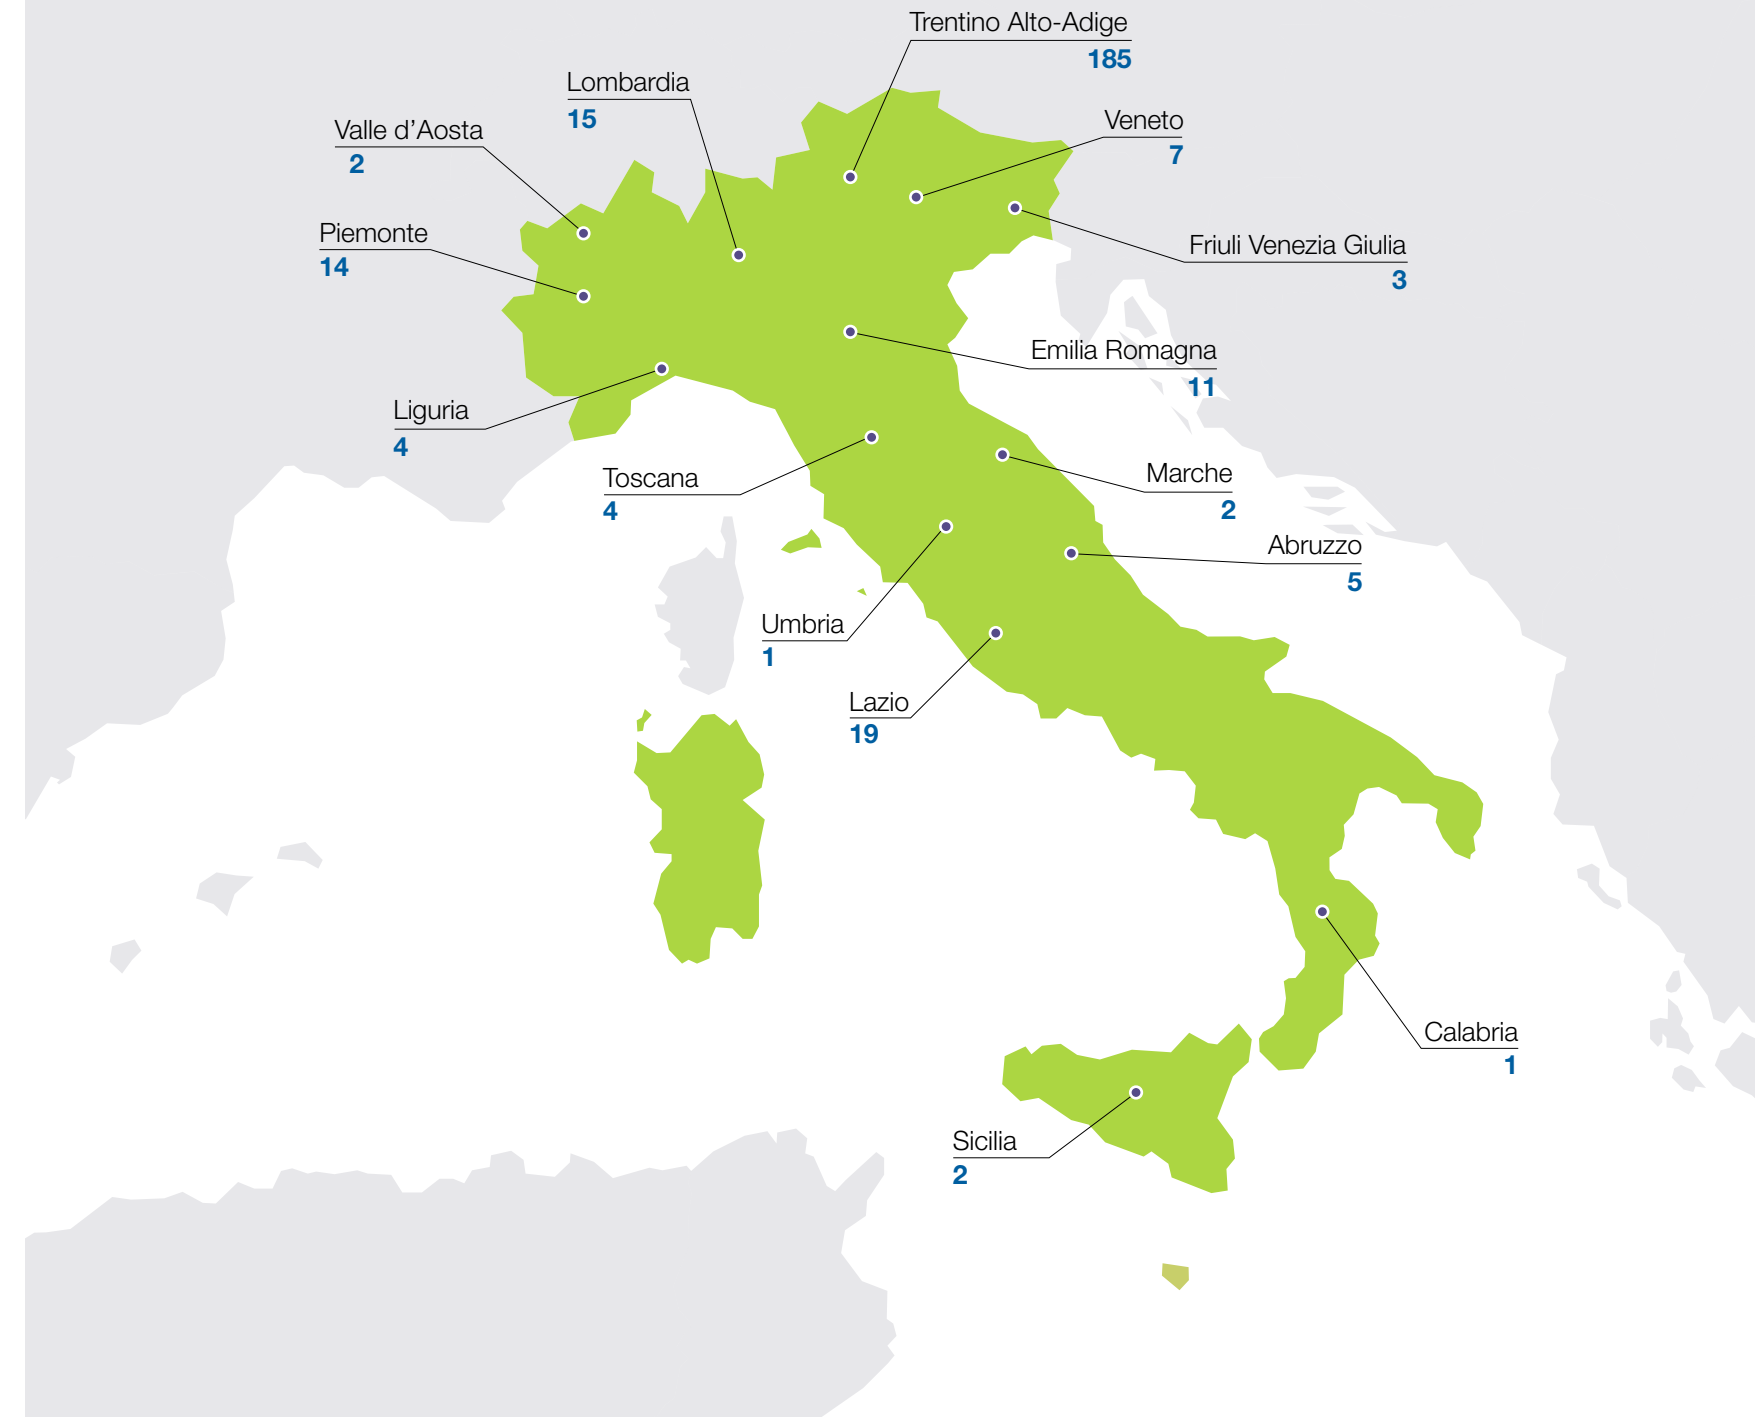 Trentino Alto-Adige
185
Lombardia
15
Valle d’Aosta
2
Veneto
7
Piemonte
14
Friuli Venezia Giulia
3
Emilia Romagna
11
Liguria
4
Toscana
4
Marche
2
Abruzzo
5
Umbria
1
Lazio
19
Calabria
1
Sicilia
2